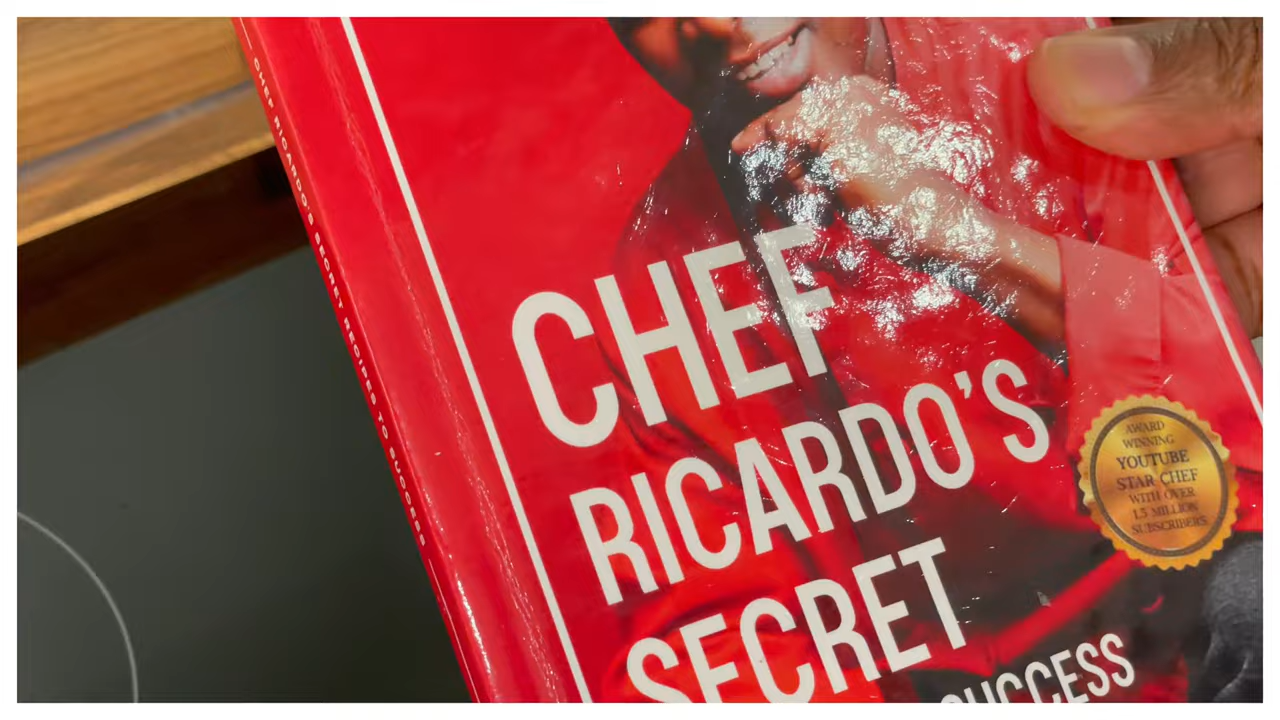 CHEF RICARDO'S SECRET RECIPES TO SUCCESS
CHEF
RICARDO'S
SECRET
SUCCESS
AWARD
WINNING
YOUTUBE
STAR CHEF
WITH OVER
1.5 MILLION
SUBSCRIBERS